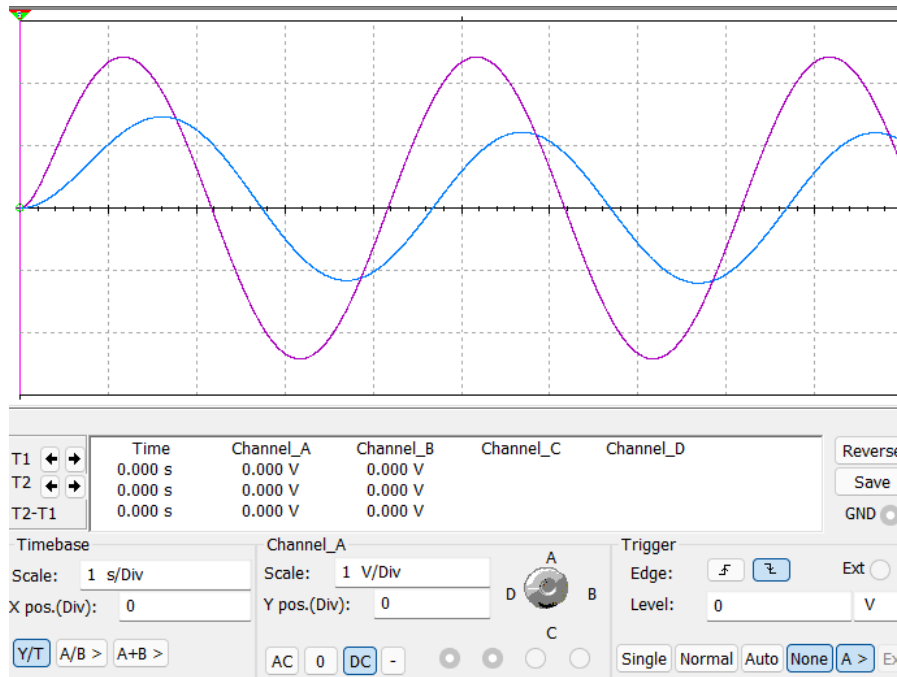 Time Channel_A Channel_B Channel_C Channel_D
T1 0.000 s 0.000 V 0.000 V
T2 0.000 s 0.000 V 0.000 V
T2-T1 0.000 s 0.000 V 0.000 V
Reverse
Save
GND
Timebase
Scale: 1 s/Div
X pos.(Div): 0
Y/T A/B > A+B >
Channel_A
Scale: 1 V/Div
Y pos.(Div): 0
AC 0 DC -
A
D B
C
Trigger
Edge: Ext
Level: 0 V
Single Normal Auto None A >